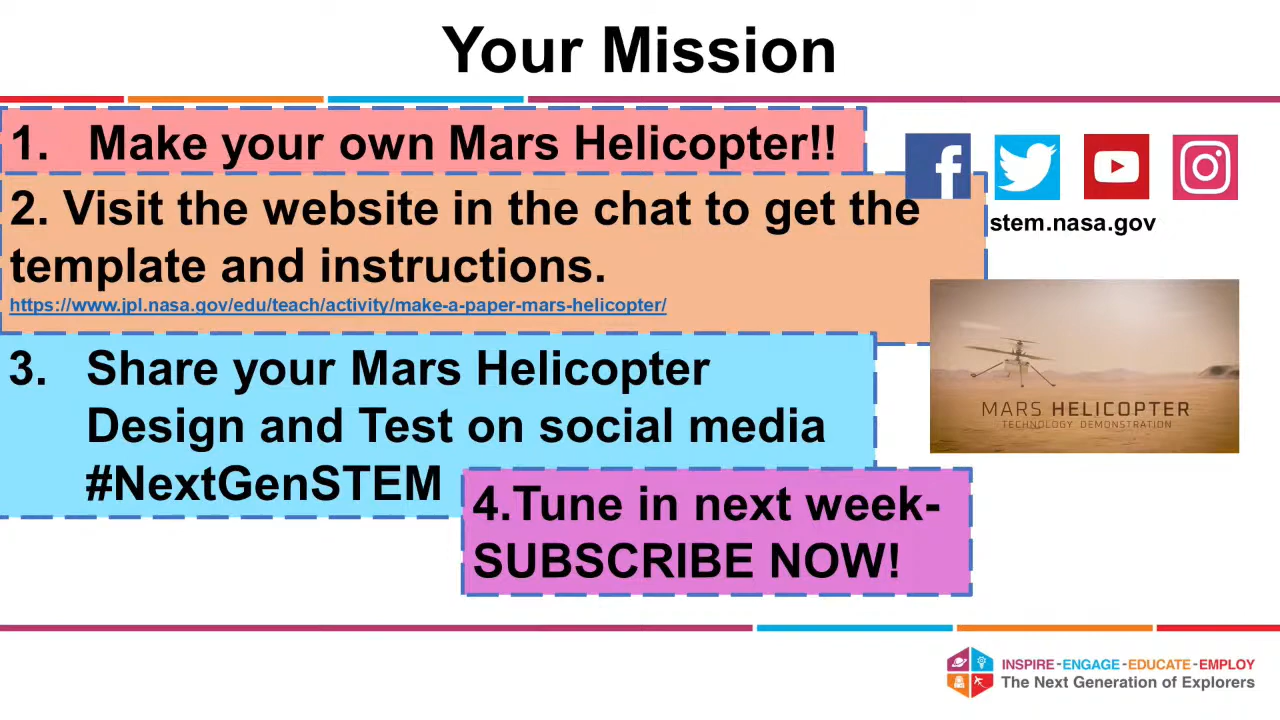 Your Mission
1. Make your own Mars Helicopter!!
2. Visit the website in the chat to get the
template and instructions.
https://www.jpl.nasa.gov/edu/teach/activity/make-a-paper-mars-helicopter/
3. Share your Mars Helicopter
Design and Test on social media
#NextGenSTEM
4.Tune in next week-
SUBSCRIBE NOW!
stem.nasa.gov
MARS HELICOPTER
TECHNOLOGY DEMONSTRATION
INSPIRE - ENGAGE - EDUCATE - EMPLOY
The Next Generation of Explorers